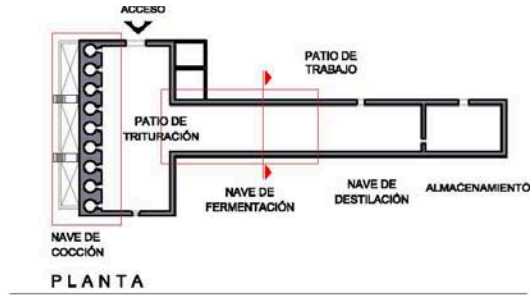 ACCESO
PATIO DE
TRABAJO
PATIO DE
TRITURACIÓN
NAVE DE
FERMENTACIÓN
NAVE DE
DESTILACIÓN
ALMACENAMIENTO
NAVE DE
COCCIÓN
PLANTA